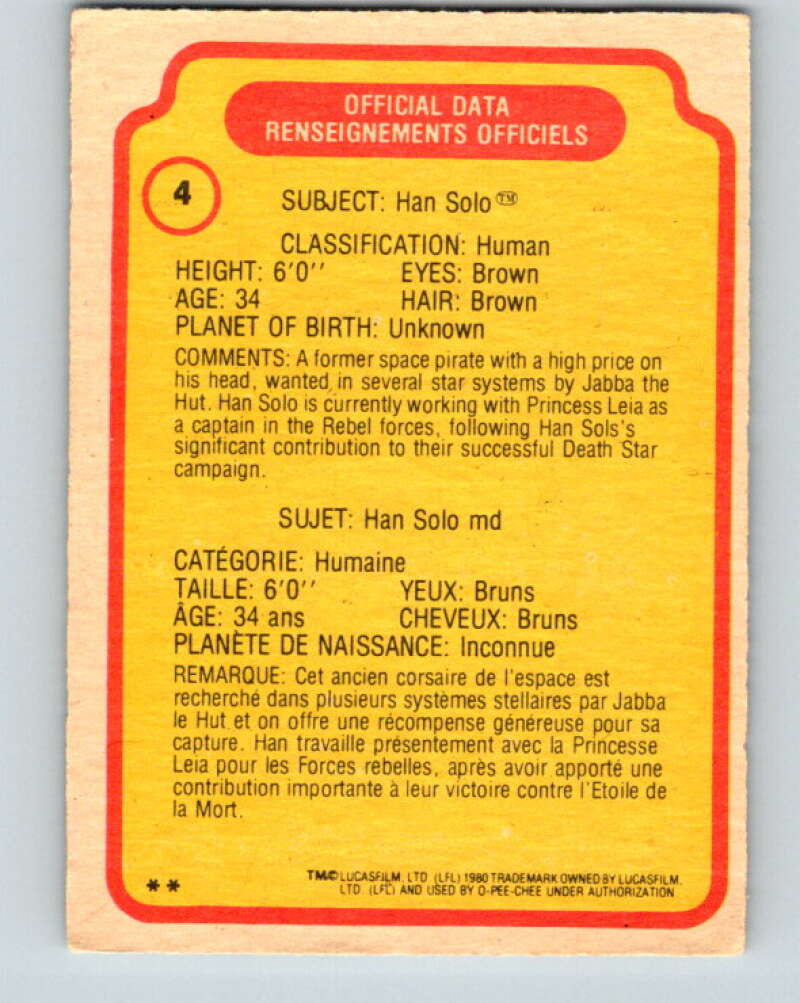 OFFICIAL DATA
RENSEIGNEMENTS OFFICIELS
4
SUBJECT: Han Solo™
CLASSIFICATION: Human
HEIGHT: 6'0'' EYES: Brown
AGE: 34 HAIR: Brown
PLANET OF BIRTH: Unknown
COMMENTS: A former space pirate with a high price on
his head, wanted in several star systems by Jabba the
Hut. Han Solo is currently working with Princess Leia as
a captain in the Rebel forces, following Han Sols's
significant contribution to their successful Death Star
campaign.
SUJET: Han Solo md
CATÉGORIE: Humaine
TAILLE: 6'0'' YEUX: Bruns
ÂGE: 34 ans CHEVEUX: Bruns
PLANÈTE DE NAISSANCE: Inconnue
REMARQUE: Cet ancien corsaire de l'espace est
recherché dans plusieurs systèmes stellaires par Jabba
le Hut et on offre une récompense généreuse pour sa
capture. Han travaille présentement avec la Princesse
Leia pour les Forces rebelles, après avoir apporté une
contribution importante à leur victoire contre l'Etoile de
la Mort.
TM© LUCASFILM, LTD (LFL) 1980 TRADEMARK OWNED BY LUCASFILM,
** LTD (LFL) AND USED BY O-PEE-CHEE UNDER AUTHORIZATION